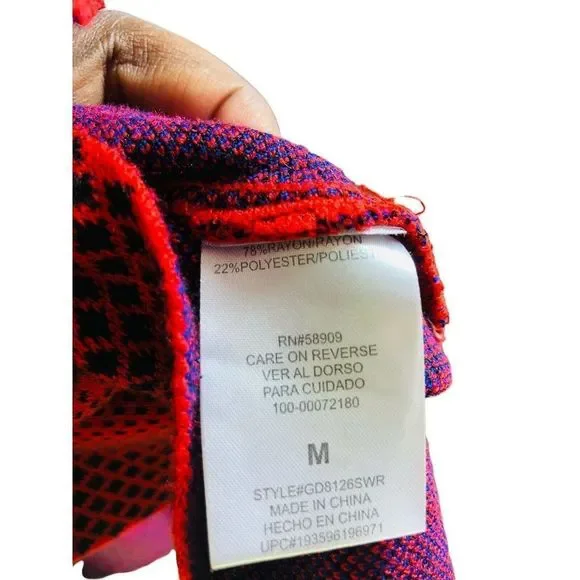 78%RAYON/RAYON
22%POLYESTER/POLIEST
RN#58909
CARE ON REVERSE
VER AL DORSO
PARA CUIDADO
100-00072180
M
STYLE#GD8126SWR
MADE IN CHINA
HECHO EN CHINA
UPC#193596196971